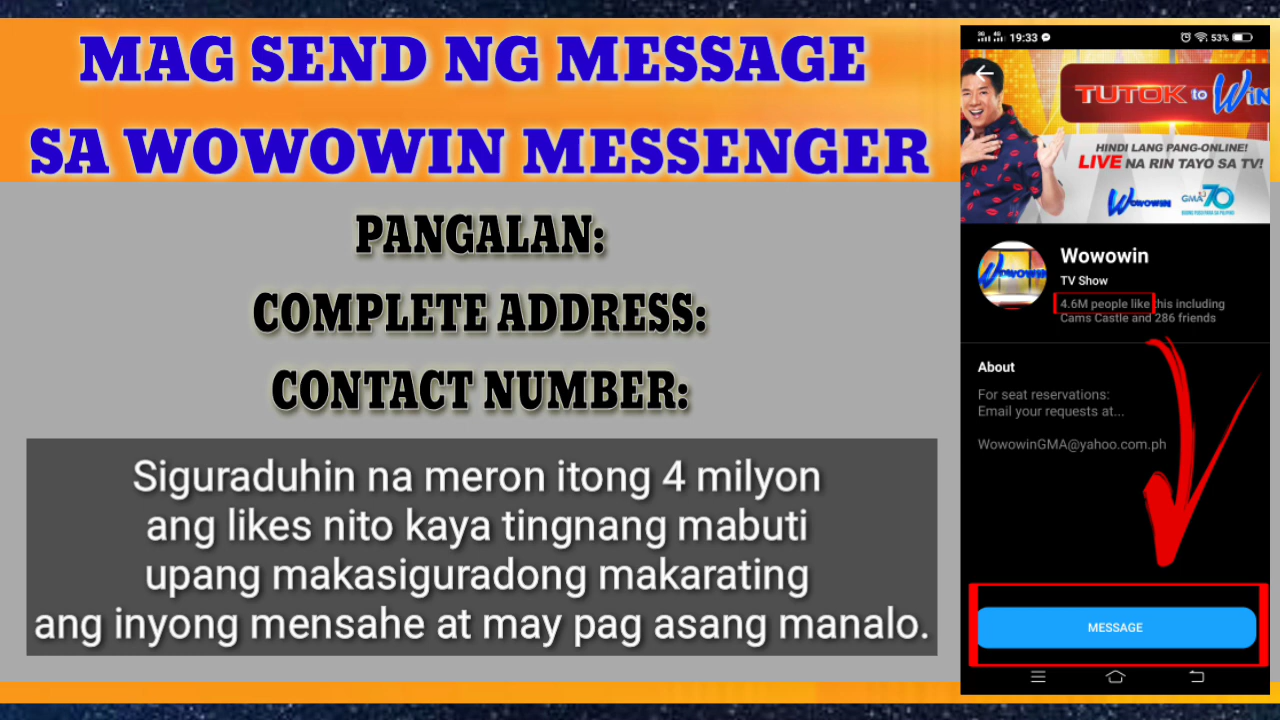 MAG SEND NG MESSAGE
SA WOWOWIN MESSENGER
PANGALAN:
COMPLETE ADDRESS:
CONTACT NUMBER:
Siguraduhin na meron itong 4 milyon
ang likes nito kaya tingnang mabuti
upang makasiguradong makarating
ang inyong mensahe at may pag asang manalo.
3G 4G 19:33 53%
TUTOK to WIN
HINDI LANG PANG-ONLINE!
LIVE NA RIN TAYO SA TV!
WOWOWIN GMA 70
WOWOWIN
Wowowin
TV Show
4.6M people like this including
Cams Castle and 286 friends
About
For seat reservations:
Email your requests at...
WowowinGMA@yahoo.com.ph
MESSAGE